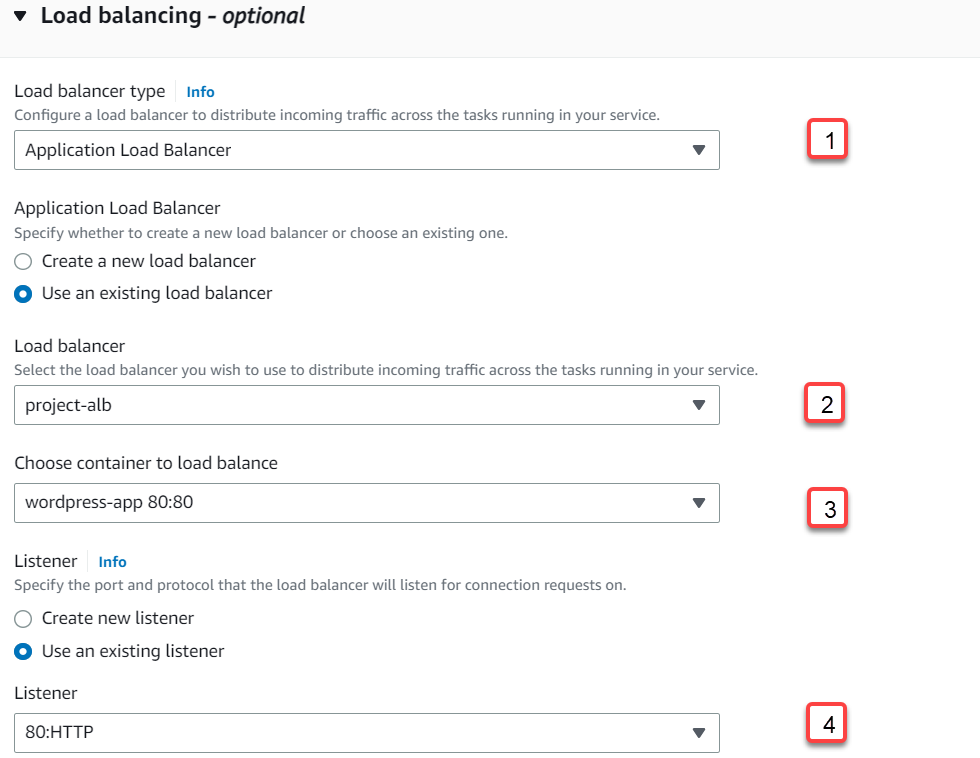 Load balancing - optional
Load balancer type Info
Configure a load balancer to distribute incoming traffic across the tasks running in your service.
Application Load Balancer
1
Application Load Balancer
Specify whether to create a new load balancer or choose an existing one.
Create a new load balancer
Use an existing load balancer
Load balancer
Select the load balancer you wish to use to distribute incoming traffic across the tasks running in your service.
project-alb
2
Choose container to load balance
wordpress-app 80:80
3
Listener Info
Specify the port and protocol that the load balancer will listen for connection requests on.
Create new listener
Use an existing listener
Listener
80:HTTP
4